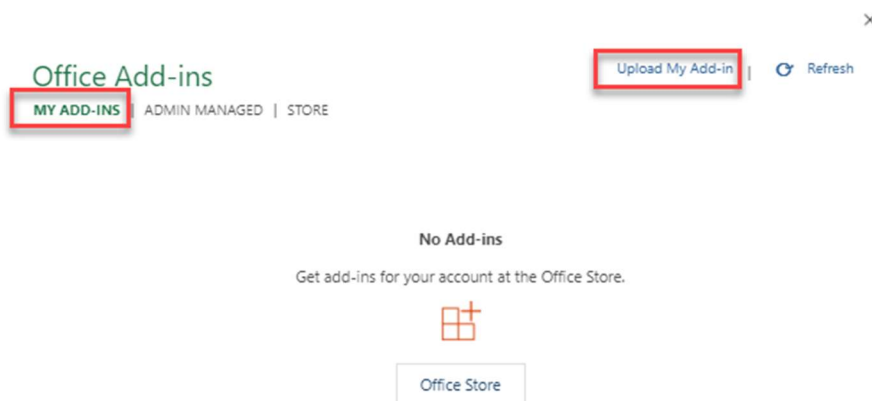 Office Add-ins
Upload My Add-in | Refresh
MY ADD-INS | ADMIN MANAGED | STORE
No Add-ins
Get add-ins for your account at the Office Store.
Office Store